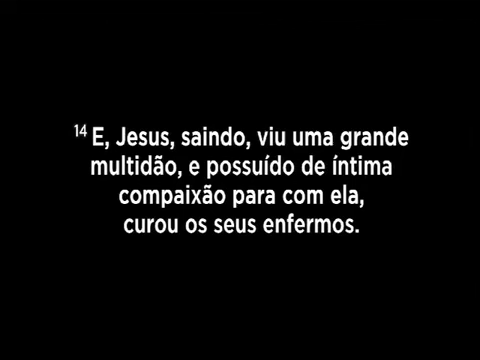 14 E, Jesus, saindo, viu uma grande
multidão, e possuído de íntima
compaixão para com ela,
curou os seus enfermos.